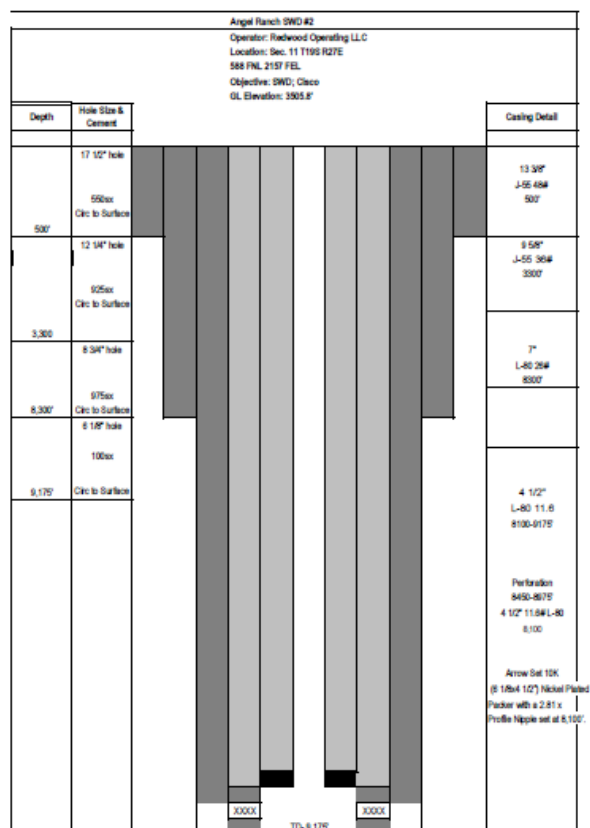 Angel Ranch SWD #2
Operator: Redwood Operating LLC
Location: Sec. 11 T19S R27E
588 FNL 2157 FEL
Objective: SWD; Cisco
GL Elevation: 3505.8'
Depth
Hole Size &
Cement
Casing Detail
17 1/2" hole
550sx
Circ to Surface
500'
13 3/8"
J-55 48#
500'
12 1/4" hole
925sx
Circ to Surface
3,300
9 5/8"
J-55 36#
3300'
8 3/4" hole
975sx
Circ to Surface
8,300'
7"
L-80 26#
8300'
6 1/8" hole
100sx
Circ to Surface
9,175'
4 1/2"
L-80 11.6
8100-9175'
Perforation
8450-8975'
4 1/2" 11.6# L-80
8,100
Arrow Set 10K
(6 1/8x4 1/2") Nickel Plated
Packer with a 2.81 x
Profile Nipple set at 8,100'.
XXXX
XXXX
TD- 9,175'